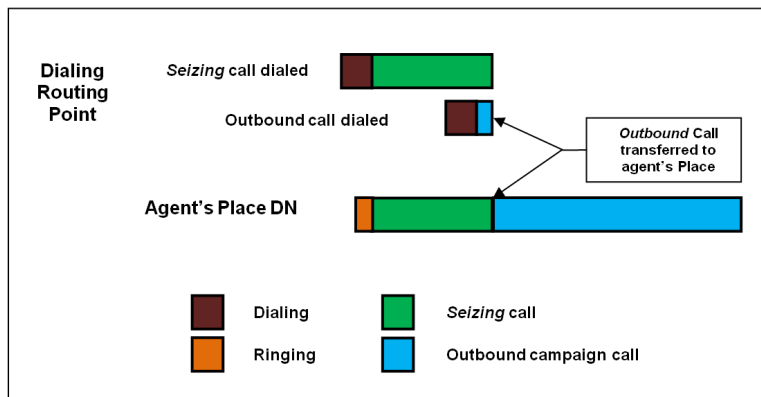 Dialing
Routing
Point
Seizing call dialed
Outbound call dialed
Outbound Call
transferred to
agent's Place
Agent's Place DN
Dialing
Seizing call
Ringing
Outbound campaign call